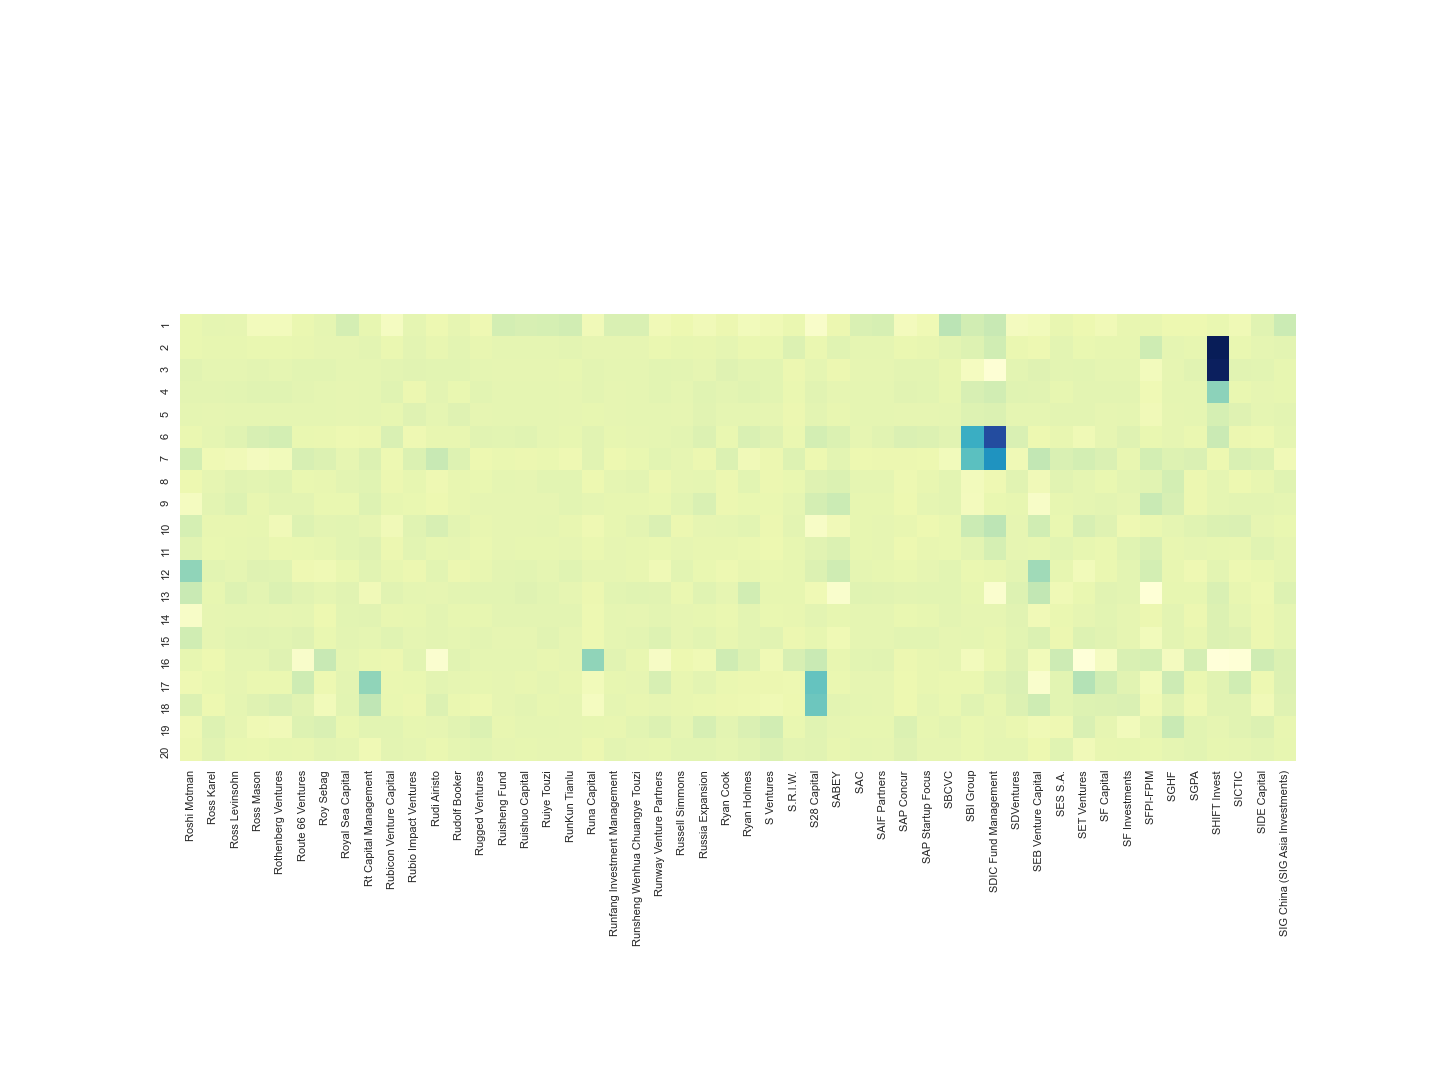 1
2
3
4
5
6
7
8
9
10
11
12
13
14
15
16
17
18
19
20
Roshi Motman
Ross Karel
Ross Levinsohn
Ross Mason
Rothenberg Ventures
Route 66 Ventures
Roy Sebag
Royal Sea Capital
Rt Capital Management
Rubicon Venture Capital
Rubio Impact Ventures
Rudi Airisto
Rudolf Booker
Rugged Ventures
Ruisheng Fund
Ruishuo Capital
Ruiye Touzi
RunKun Tianlu
Runa Capital
Runfang Investment Management
Runsheng Wenhua Chuangye Touzi
Runway Venture Partners
Russell Simmons
Russia Expansion
Ryan Cook
Ryan Holmes
S Ventures
S.R.I.W.
S28 Capital
SABEY
SAC
SAIF Partners
SAP Concur
SAP Startup Focus
SBCVC
SBI Group
SDIC Fund Management
SDVentures
SEB Venture Capital
SES S.A.
SET Ventures
SF Capital
SF Investments
SFPI-FPIM
SGHF
SGPA
SHIFT Invest
SICTIC
SIDE Capital
SIG China (SIG Asia Investments)